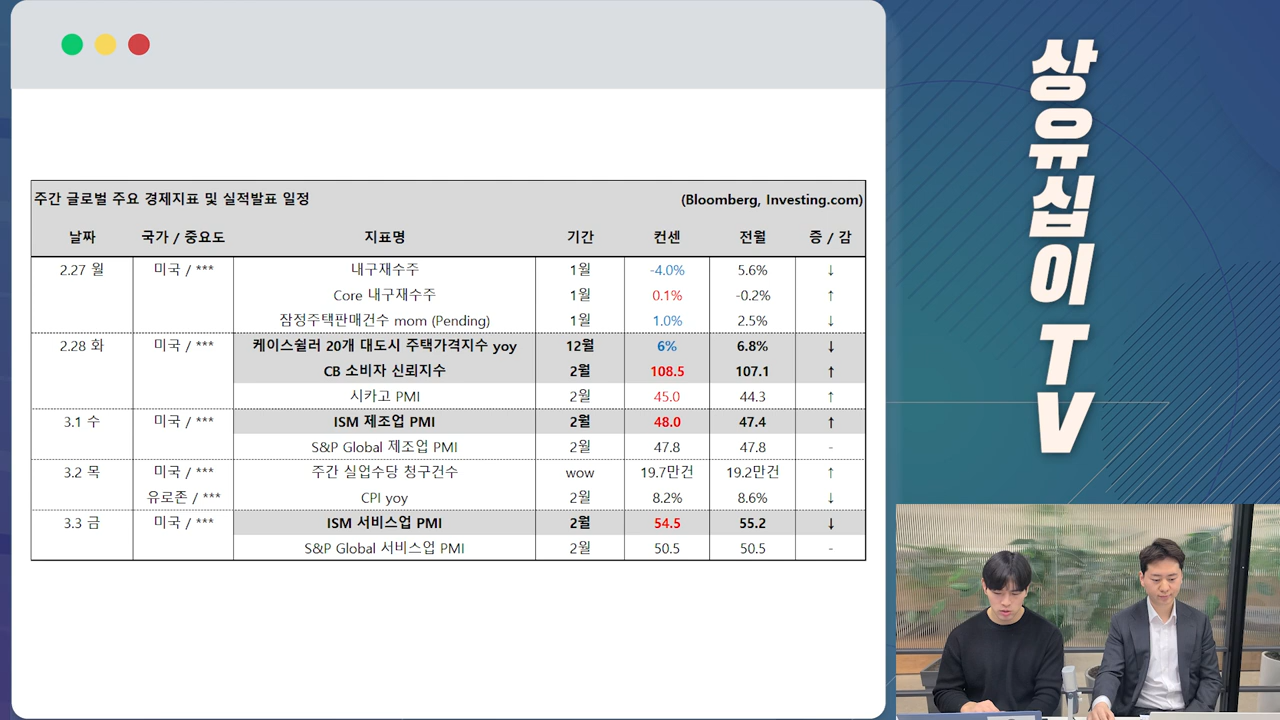 주간 글로벌 주요 경제지표 및 실적발표 일정 (Bloomberg, Investing.com)
날짜 국가 / 중요도 지표명 기간 컨센 전월 증 / 감
2.27 월 미국 / *** 내구재수주 1월 -4.0% 5.6% ↓
Core 내구재수주 1월 0.1% -0.2% ↑
잠정주택판매건수 mom (Pending) 1월 1.0% 2.5% ↓
2.28 화 미국 / *** 케이스쉴러 20개 대도시 주택가격지수 yoy 12월 6% 6.8% ↓
CB 소비자 신뢰지수 2월 108.5 107.1 ↑
시카고 PMI 2월 45.0 44.3 ↑
3.1 수 미국 / *** ISM 제조업 PMI 2월 48.0 47.4 ↑
S&P Global 제조업 PMI 2월 47.8 47.8 -
3.2 목 미국 / *** 주간 실업수당 청구건수 wow 19.7만건 19.2만건 ↑
유로존 / *** CPI yoy 2월 8.2% 8.6% ↓
3.3 금 미국 / *** ISM 서비스업 PMI 2월 54.5 55.2 ↓
S&P Global 서비스업 PMI 2월 50.5 50.5 -
상유십이 TV